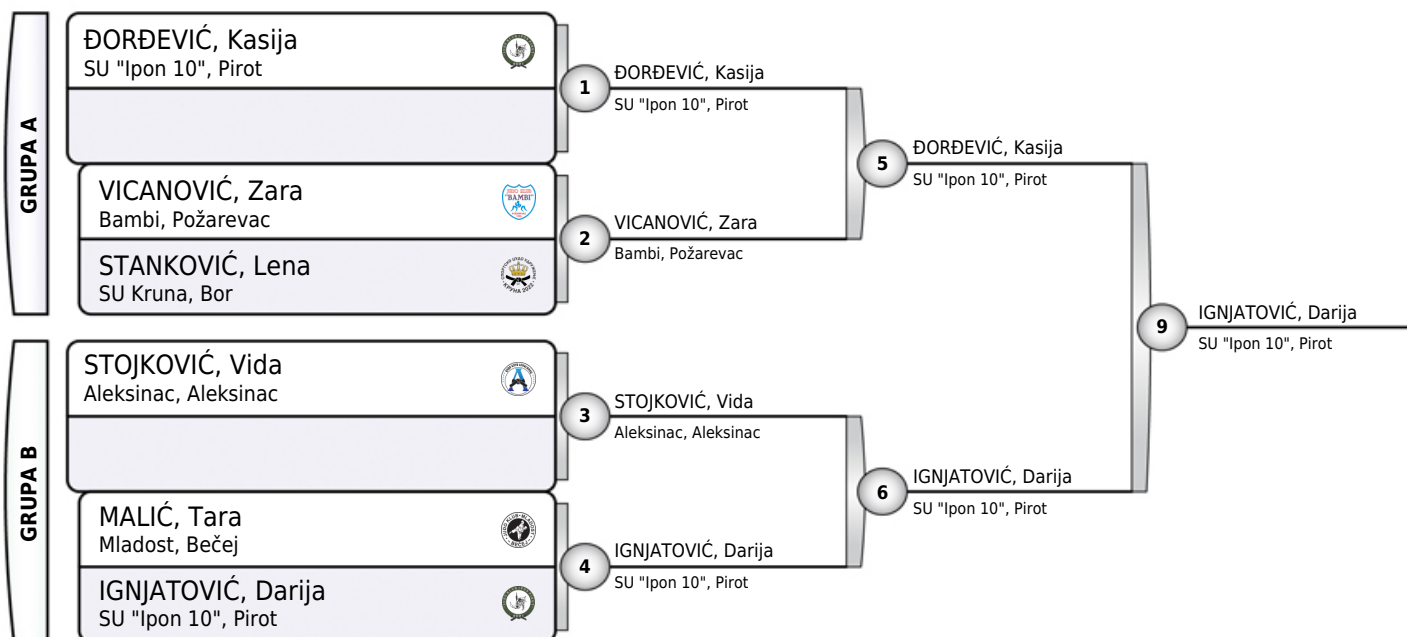 GRUPA A
ĐORĐEVIĆ, Kasija
SU "Ipon 10", Pirot
VICANOVIĆ, Zara
Bambi, Požarevac
STANKOVIĆ, Lena
SU Kruna, Bor
1
ĐORĐEVIĆ, Kasija
SU "Ipon 10", Pirot
2
VICANOVIĆ, Zara
Bambi, Požarevac
5
ĐORĐEVIĆ, Kasija
SU "Ipon 10", Pirot
GRUPA B
STOJKOVIĆ, Vida
Aleksinac, Aleksinac
MALIĆ, Tara
Mladost, Bečej
IGNJATOVIĆ, Darija
SU "Ipon 10", Pirot
3
STOJKOVIĆ, Vida
Aleksinac, Aleksinac
4
IGNJATOVIĆ, Darija
SU "Ipon 10", Pirot
6
IGNJATOVIĆ, Darija
SU "Ipon 10", Pirot
9
IGNJATOVIĆ, Darija
SU "Ipon 10", Pirot